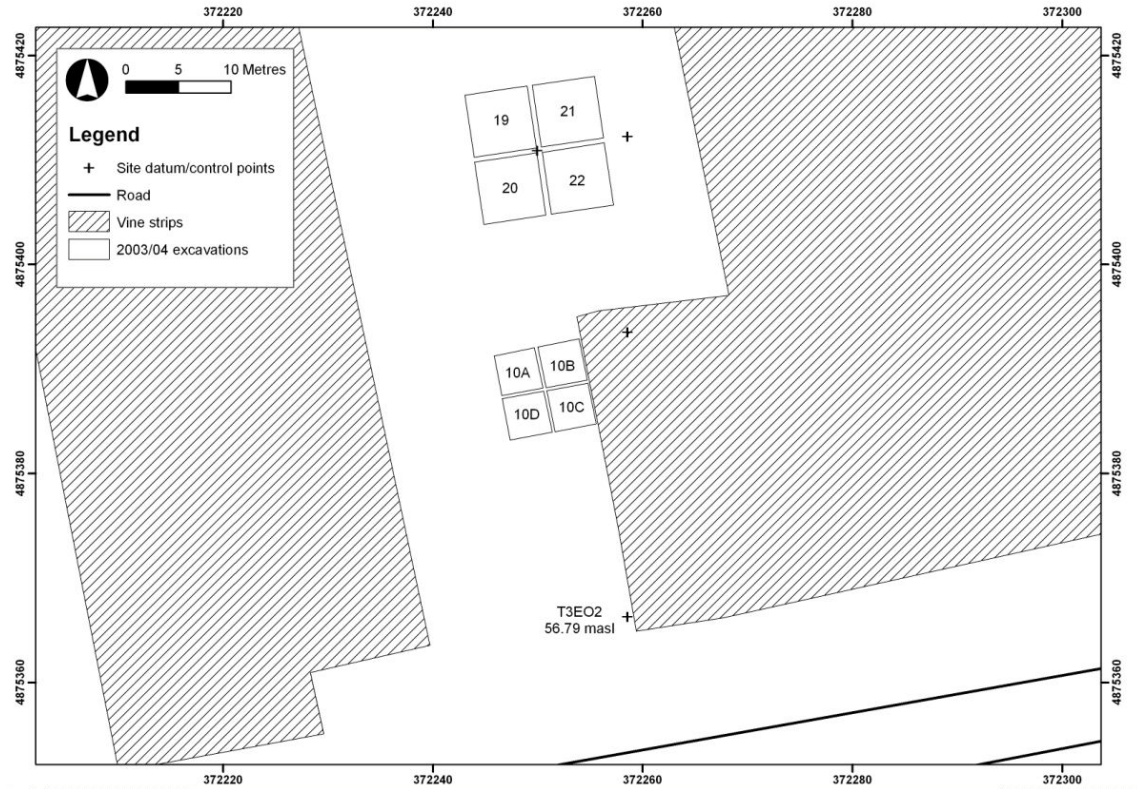 372220 372240 372260 372280 372300
4875420 4875420
0 5 10 Metres
Legend
Site datum/control points
Road
Vine strips
2003/04 excavations
19 21
20 22
4875400 4875400
10A 10B
10D 10C
4875380 4875380
T3EO2
56.79 masl
4875360 4875360
372220 372240 372260 372280 372300